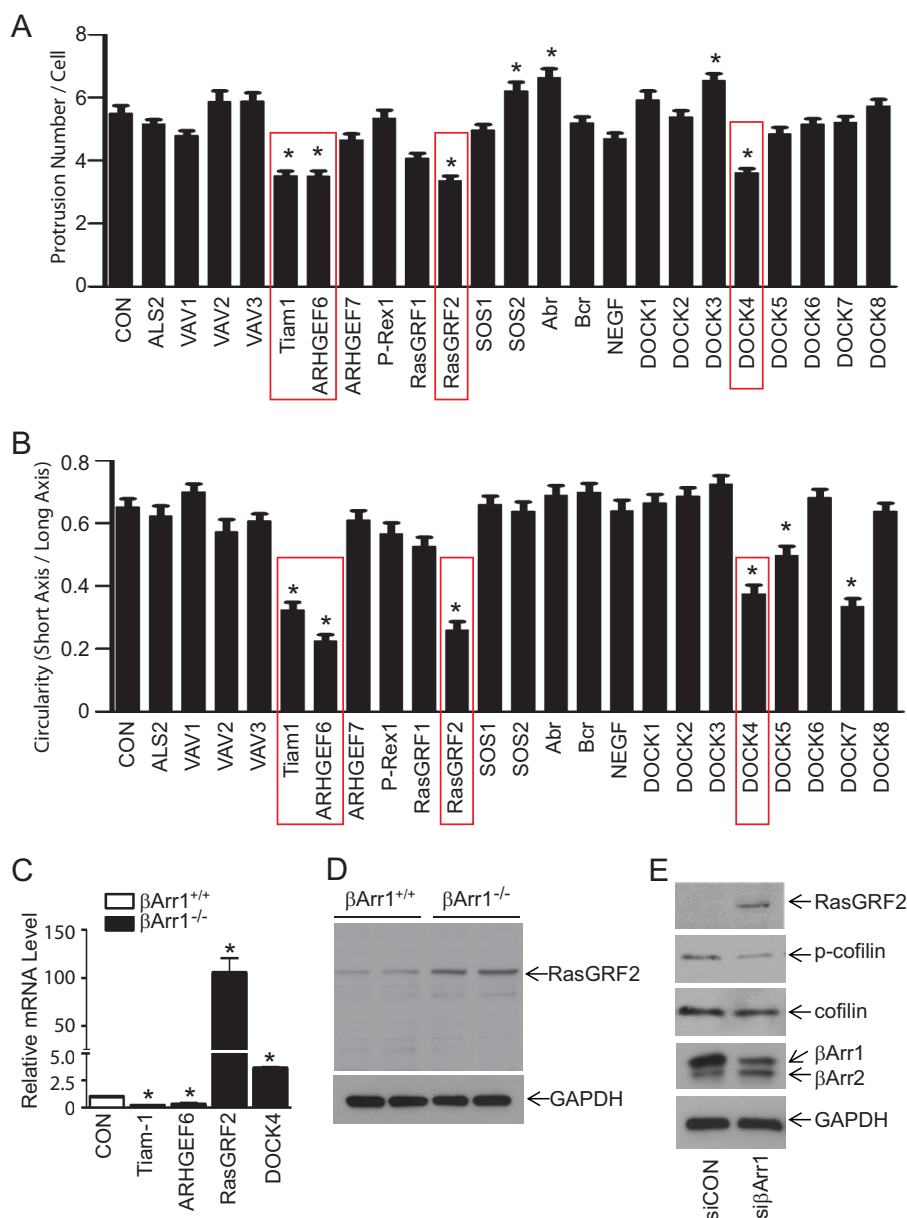 A
Protrusion Number / Cell
8
6
4
2
0
* * * * * * *
CON ALS2 VAV1 VAV2 VAV3 Tiam1 ARHGEF6 ARHGEF7 P-Rex1 RasGRF1 RasGRF2 SOS1 SOS2 Abr Bcr NEGF DOCK1 DOCK2 DOCK3 DOCK4 DOCK5 DOCK6 DOCK7 DOCK8
B
Circularity (Short Axis / Long Axis)
0.8
0.6
0.4
0.2
0
* * * * * *
CON ALS2 VAV1 VAV2 VAV3 Tiam1 ARHGEF6 ARHGEF7 P-Rex1 RasGRF1 RasGRF2 SOS1 SOS2 Abr Bcr NEGF DOCK1 DOCK2 DOCK3 DOCK4 DOCK5 DOCK6 DOCK7 DOCK8
C
βArr1+/+
βArr1-/-
Relative mRNA Level
150
100
50
5.0
2.5
0
* * * *
CON Tiam-1 ARHGEF6 RasGRF2 DOCK4
D
βArr1+/+ βArr1-/-
RasGRF2
GAPDH
E
RasGRF2
p-cofilin
cofilin
βArr1
βArr2
GAPDH
siCON siβArr1